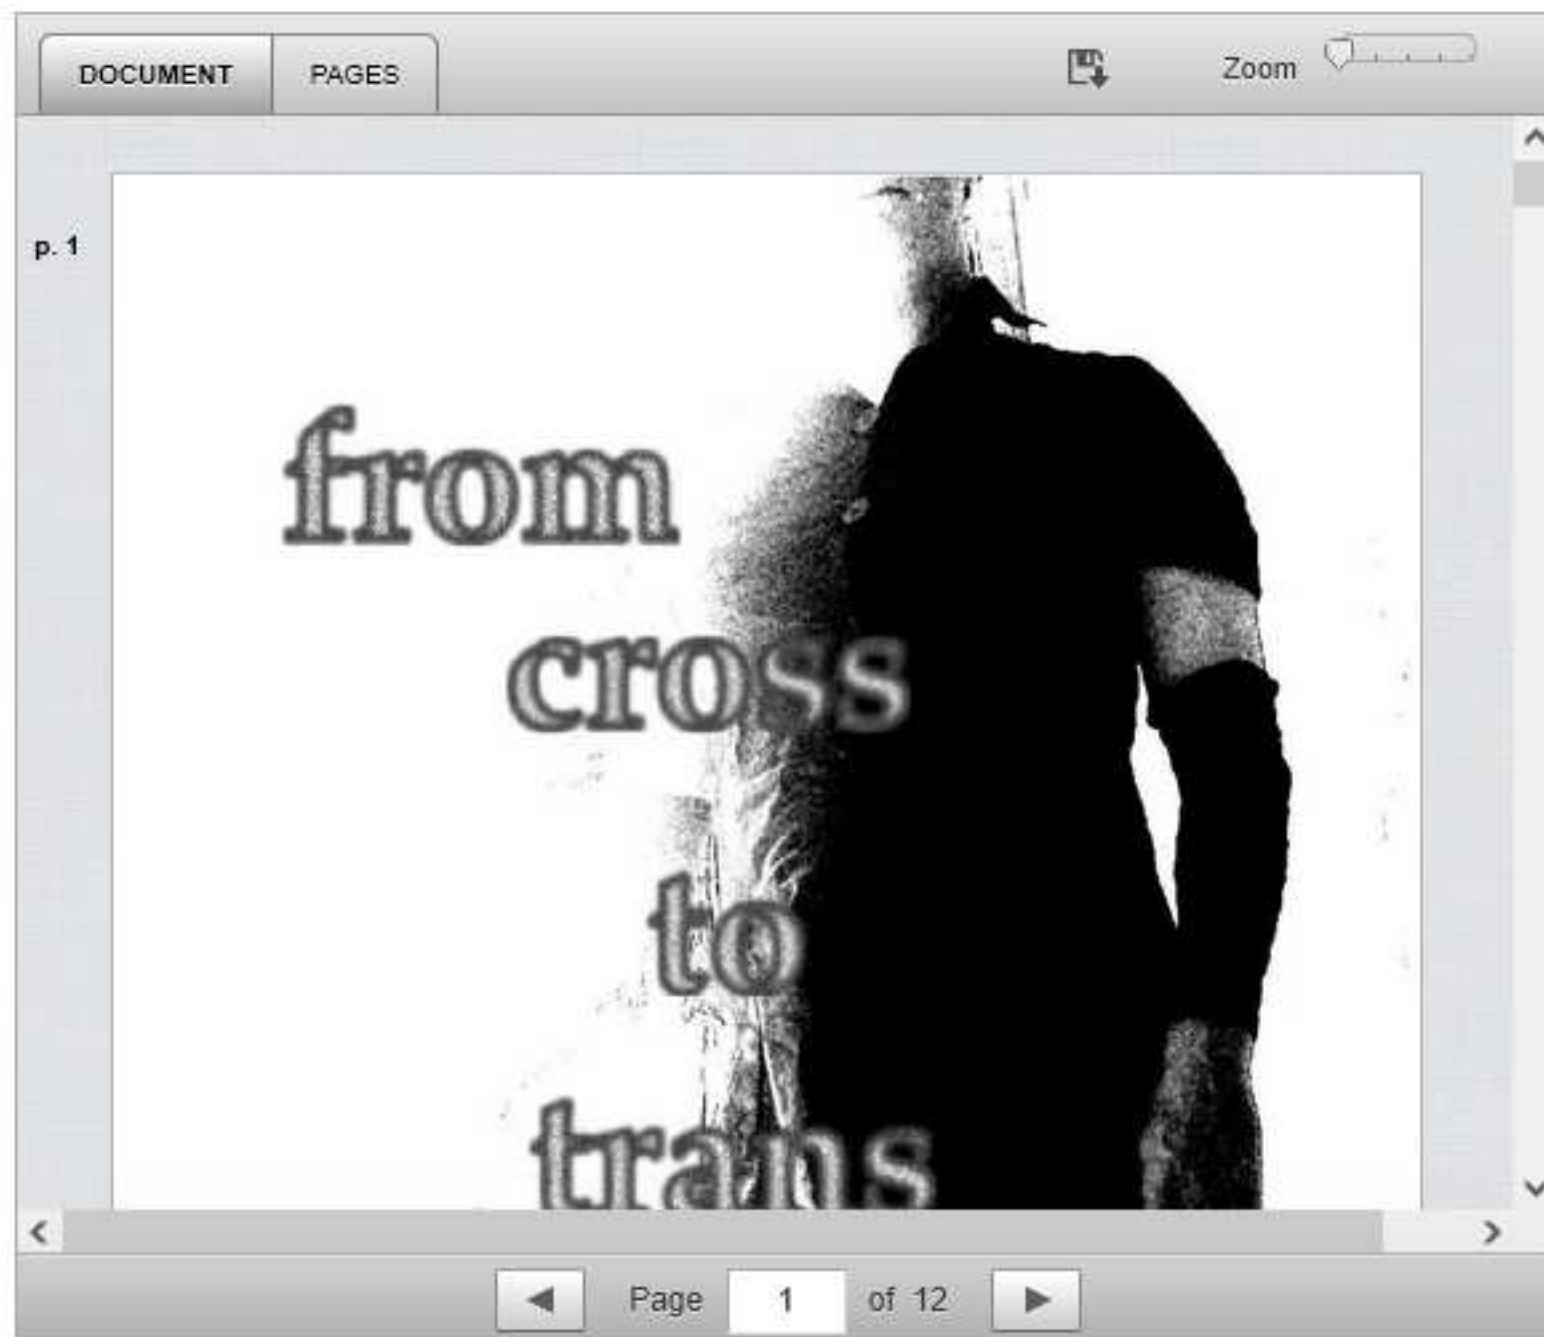 DOCUMENT PAGES Zoom
p. 1
from
cross
to
trans
Page 1 of 12